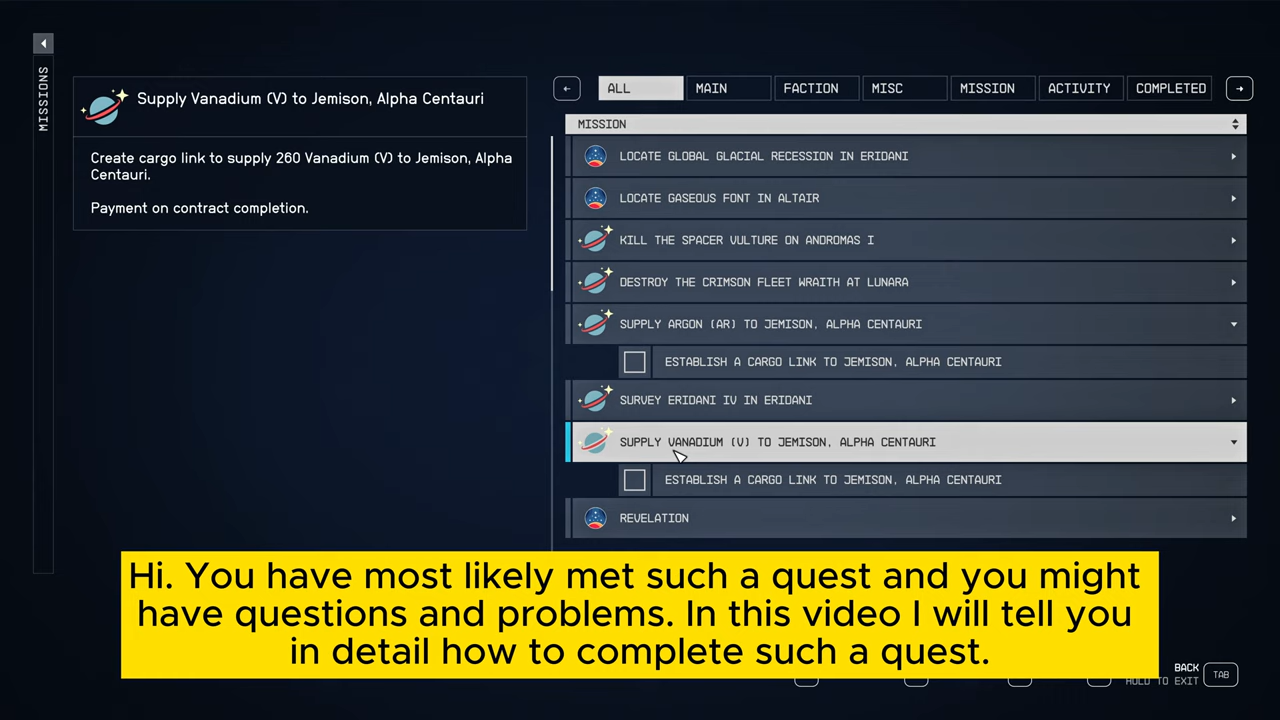 MISSIONS
Supply Vanadium (V) to Jemison, Alpha Centauri
Create cargo link to supply 260 Vanadium (V) to Jemison, Alpha
Centauri.
Payment on contract completion.
ALL
MAIN
FACTION
MISC
MISSION
ACTIVITY
COMPLETED
MISSION
LOCATE GLOBAL GLACIAL RECESSION IN ERIDANI
LOCATE GASEOUS FONT IN ALTAIR
KILL THE SPACER VULTURE ON ANDROMAS I
DESTROY THE CRIMSON FLEET WRAITH AT LUNARA
SUPPLY ARGON (AR) TO JEMISON, ALPHA CENTAURI
ESTABLISH A CARGO LINK TO JEMISON, ALPHA CENTAURI
SURVEY ERIDANI IV IN ERIDANI
SUPPLY VANADIUM (V) TO JEMISON, ALPHA CENTAURI
ESTABLISH A CARGO LINK TO JEMISON, ALPHA CENTAURI
REVELATION
Hi. You have most likely met such a quest and you might
have questions and problems. In this video I will tell you
in detail how to complete such a quest.
BACK
HOLD TO EXIT
TAB